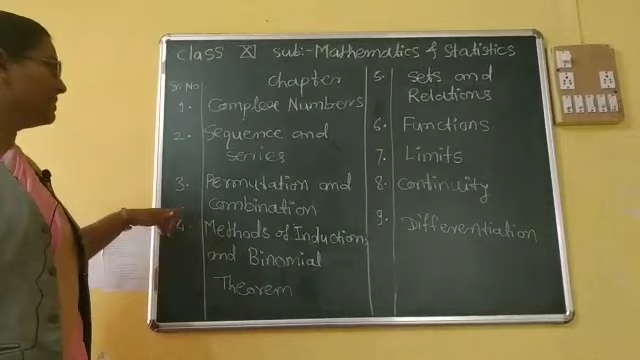 Class XI Sub:- Mathematics & Statistics
Sr. No chapter
1. Complex Numbers
2. Sequence and
series
3. Permutation and
combination
4. Methods of Induction
and Binomial
Theorem
5. Sets and
Relations
6. Functions
7. Limits
8. Continuity
9. Differentiation